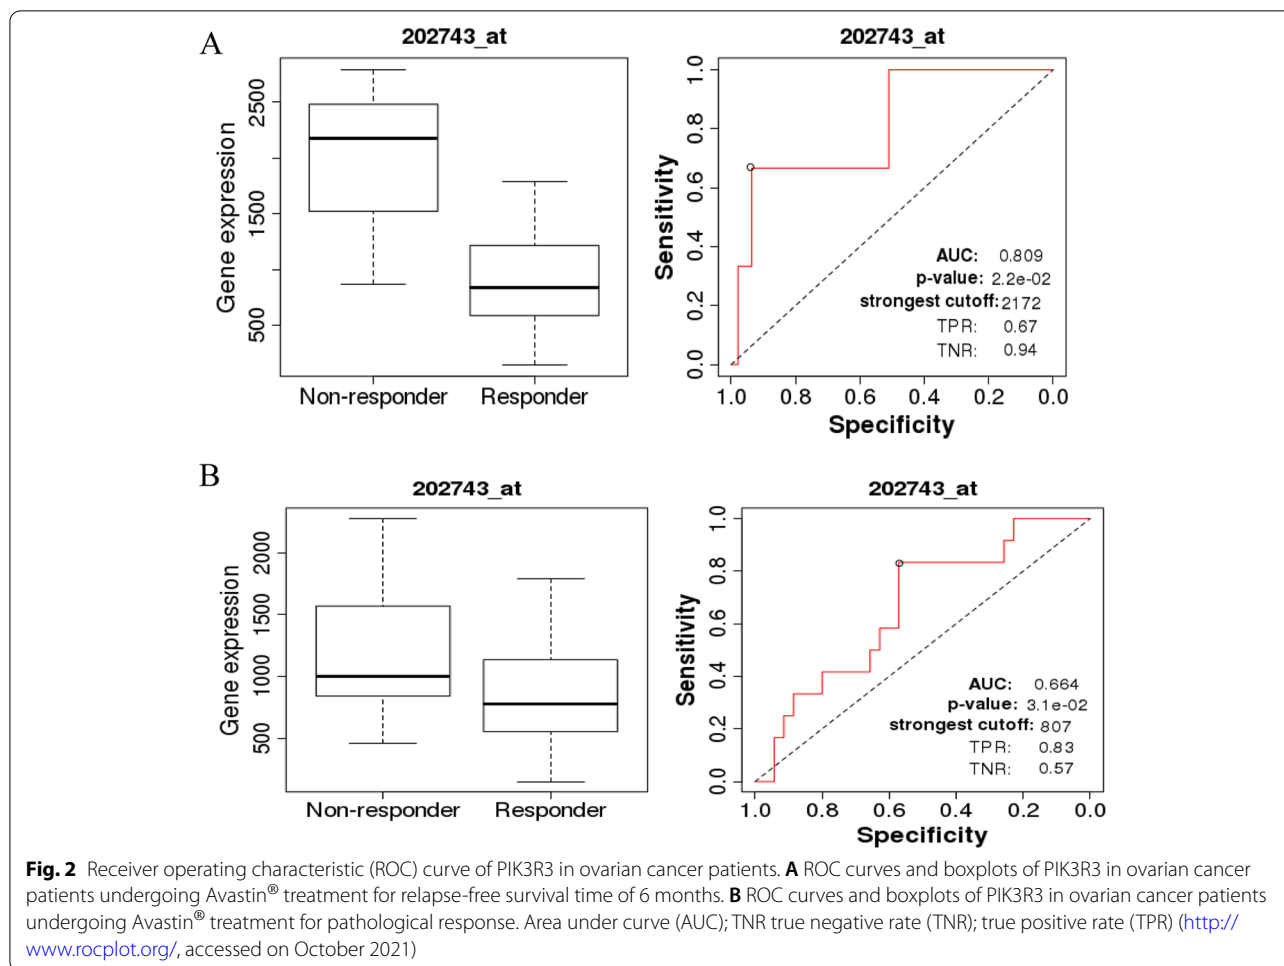 A
202743_at
Gene expression
2500
1500
500
Non-responder Responder
202743_at
Sensitivity
1.0
0.8
0.6
0.4
0.2
0.0
AUC: 0.809
p-value: 2.2e-02
strongest cutoff: 2172
TPR: 0.67
TNR: 0.94
1.0 0.8 0.6 0.4 0.2 0.0
Specificity
B
202743_at
Gene expression
2000
1500
1000
500
Non-responder Responder
202743_at
Sensitivity
1.0
0.8
0.6
0.4
0.2
0.0
AUC: 0.664
p-value: 3.1e-02
strongest cutoff: 807
TPR: 0.83
TNR: 0.57
1.0 0.8 0.6 0.4 0.2 0.0
Specificity
Fig. 2 Receiver operating characteristic (ROC) curve of PIK3R3 in ovarian cancer patients. A ROC curves and boxplots of PIK3R3 in ovarian cancer
patients undergoing Avastin® treatment for relapse-free survival time of 6 months. B ROC curves and boxplots of PIK3R3 in ovarian cancer patients
undergoing Avastin® treatment for pathological response. Area under curve (AUC); TNR true negative rate (TNR); true positive rate (TPR) (http://
www.rocplot.org/, accessed on October 2021)